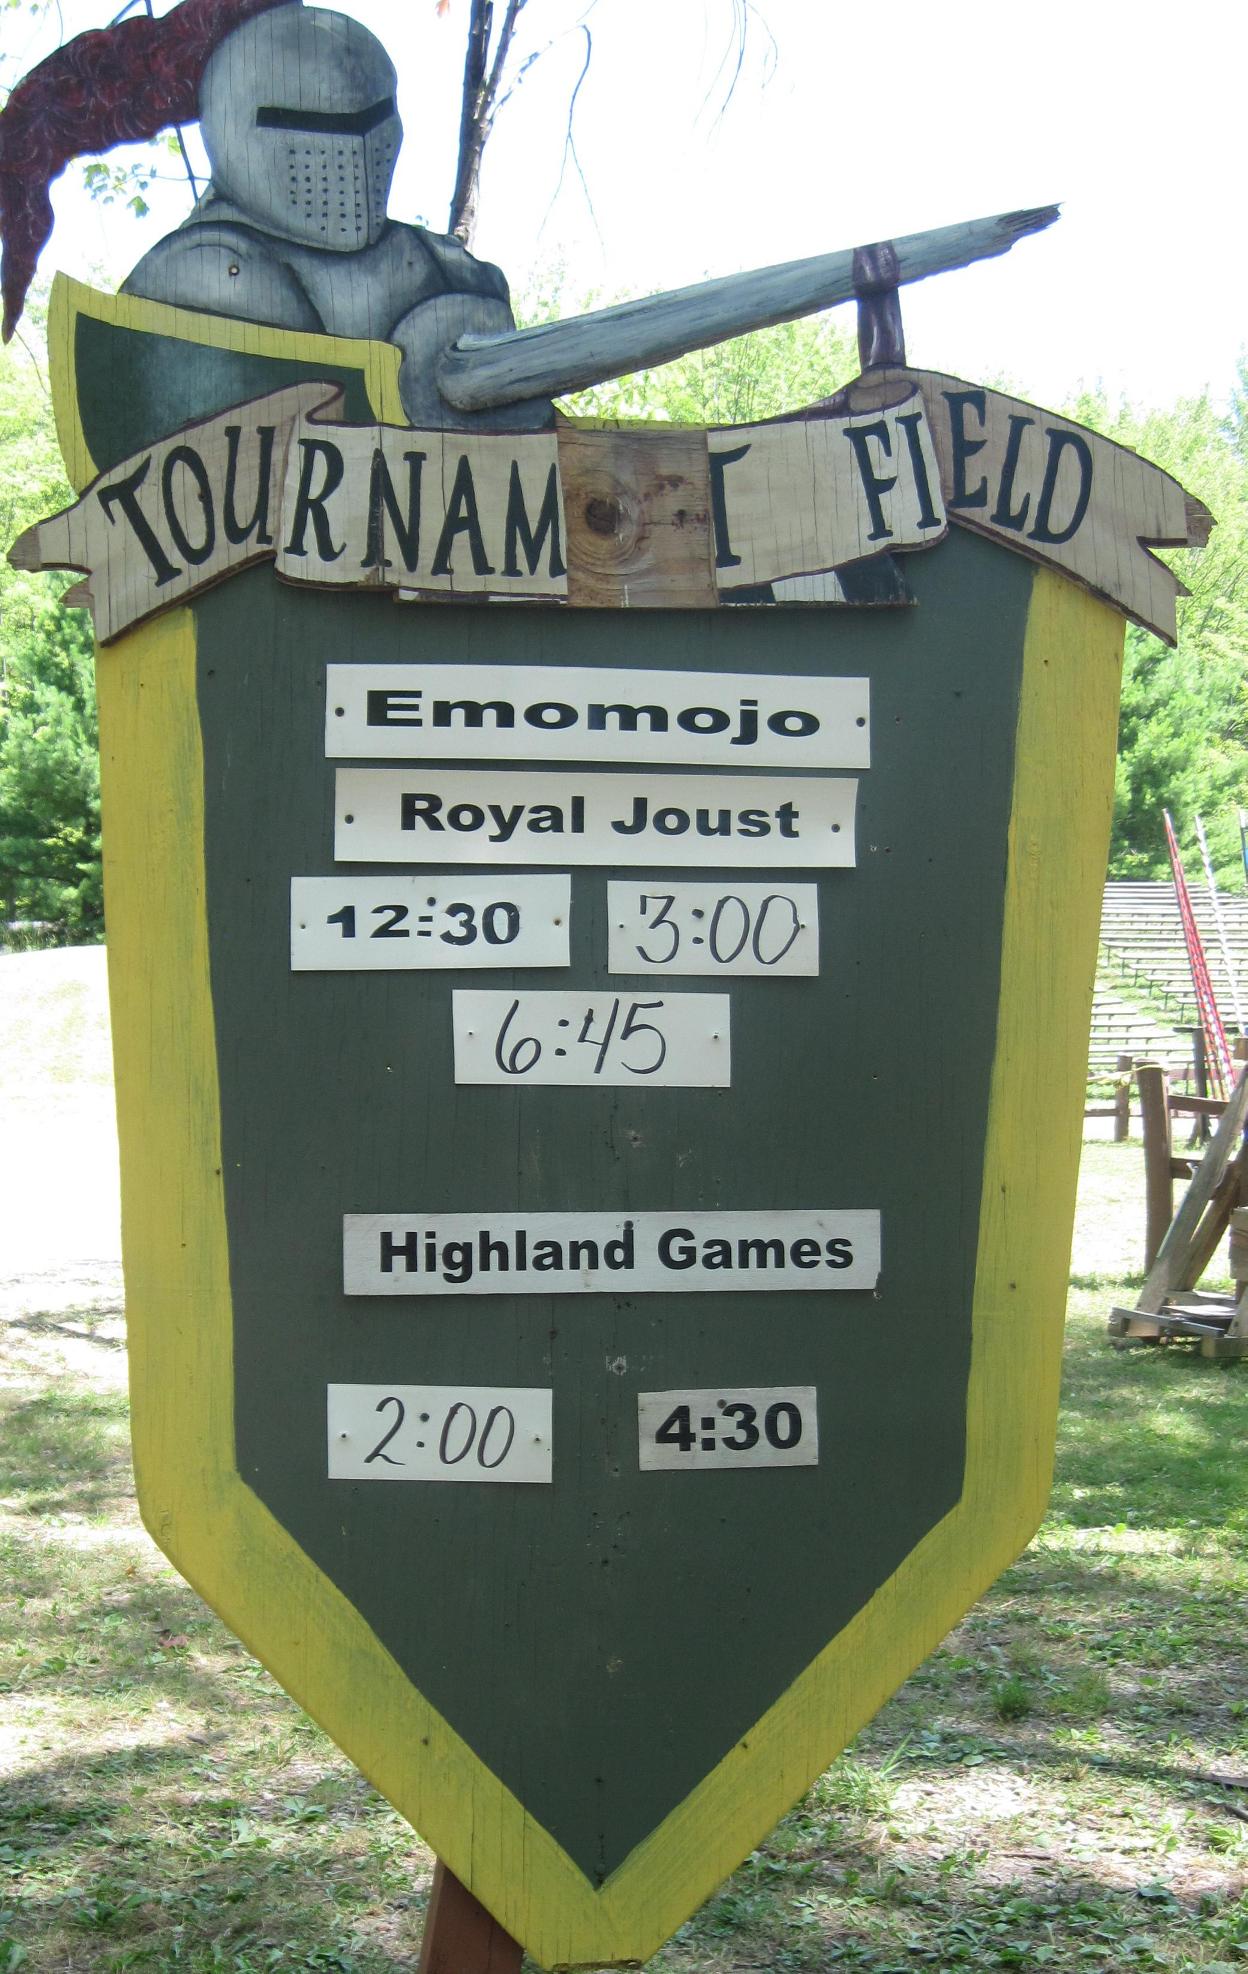 TOURNAM T FIELD
Emomojo
Royal Joust
12:30 3:00
6:45
Highland Games
2:00 4:30